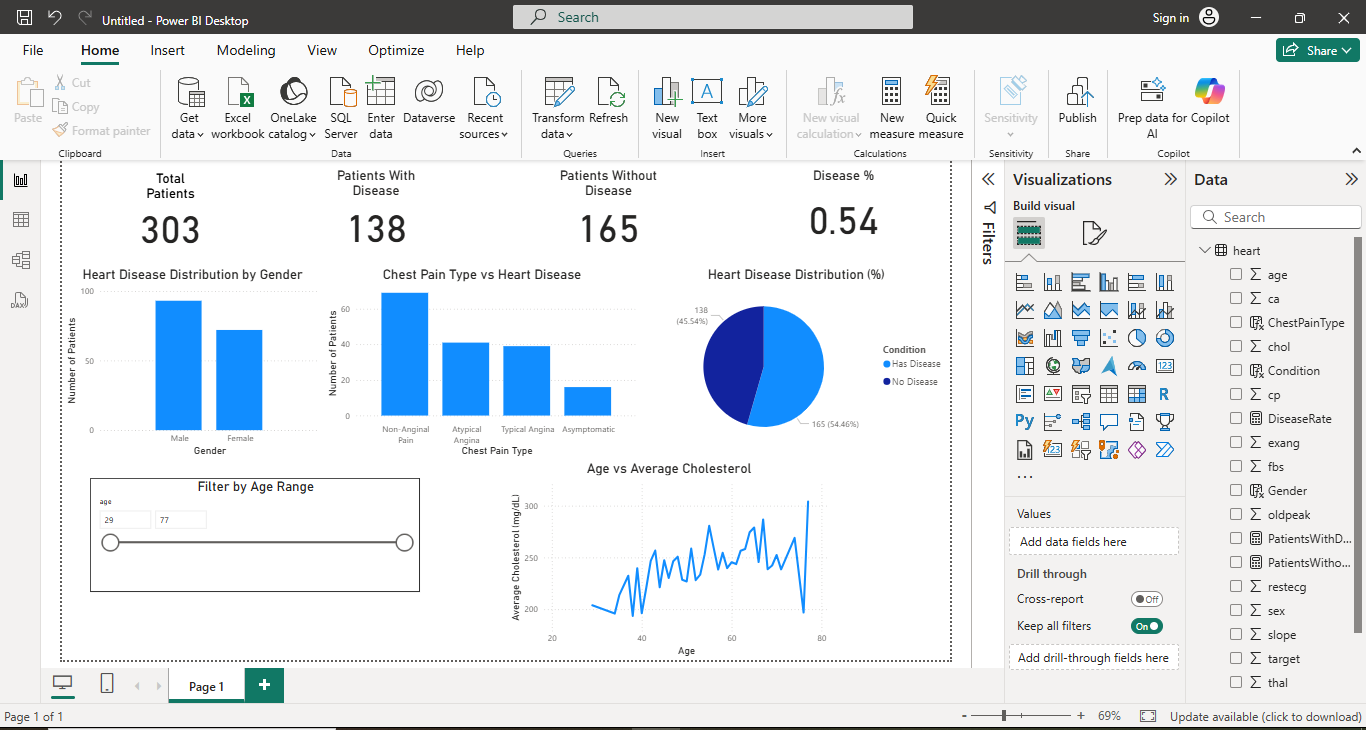 Untitled - Power BI Desktop
Search
Sign in
File Home Insert Modeling View Optimize Help
Share
Paste
Cut
Copy
Format painter
Clipboard
Get data
Excel workbook
OneLake catalog
SQL Server
Enter data
Dataverse
Recent sources
Data
Transform data
Refresh
Queries
New visual
Text box
More visuals
Insert
New visual calculation
New measure
Quick measure
Calculations
Sensitivity
Sensitivity
Publish
Share
Prep data for AI
Copilot
Copilot
Total
Patients
303
Patients With
Disease
138
Patients Without
Disease
165
Disease %
0.54
Heart Disease Distribution by Gender
Number of Patients
100
50
0
Male Female
Gender
Chest Pain Type vs Heart Disease
Number of Patients
60
40
20
0
Non-Anginal Pain
Atypical Angina
Typical Angina
Asymptomatic
Chest Pain Type
Heart Disease Distribution (%)
138
(45.54%)
165 (54.46%)
Condition
Has Disease
No Disease
Filter by Age Range
age
29 77
Age vs Average Cholesterol
Average Cholesterol (mg/dL)
300
250
200
20 40 60 80
Age
Filters
Visualizations
Build visual
123
R
Py
123
...
Values
Add data fields here
Drill through
Cross-report
Off
Keep all filters
On
Add drill-through fields here
Data
Search
heart
age
ca
ChestPainType
chol
Condition
cp
DiseaseRate
exang
fbs
Gender
oldpeak
PatientsWithD...
PatientsWitho...
restecg
sex
slope
target
thal
DAX
Page 1
+
Page 1 of 1
- + 69%
Update available (click to download)